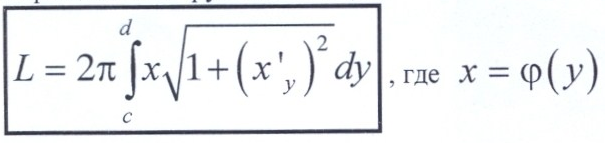 L = 2π ∫_c^d x√(1+(x'_y)^2) dy , где x = φ(y)